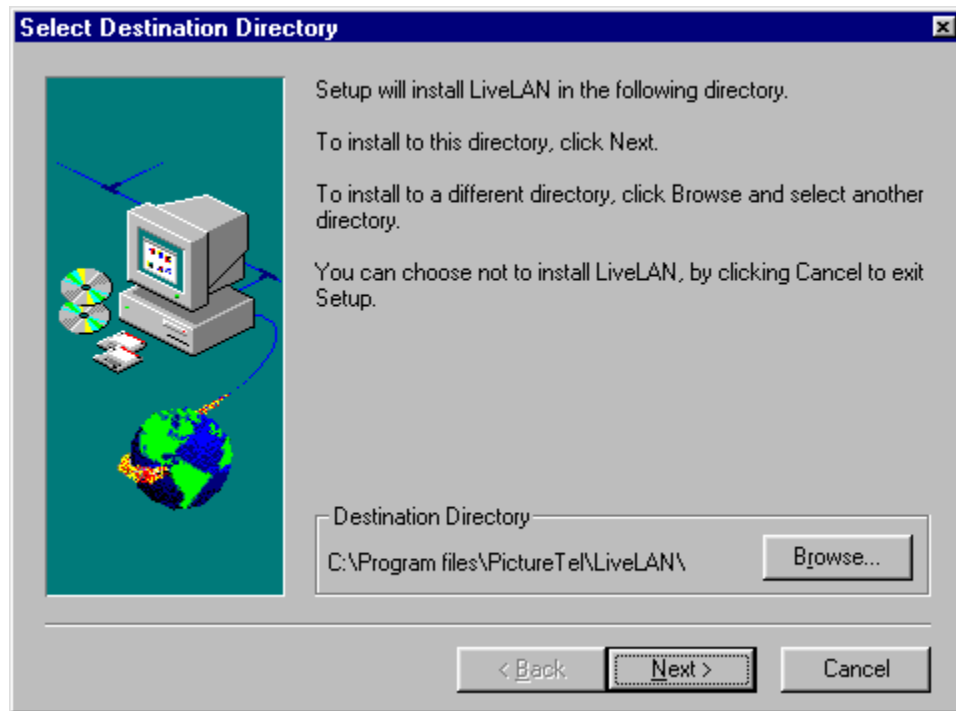 Select Destination Directory
Setup will install LiveLAN in the following directory.
To install to this directory, click Next.
To install to a different directory, click Browse and select another
directory.
You can choose not to install LiveLAN, by clicking Cancel to exit
Setup.
Destination Directory
C:\Program files\PictureTel\LiveLAN\
Browse...
< Back
Next >
Cancel